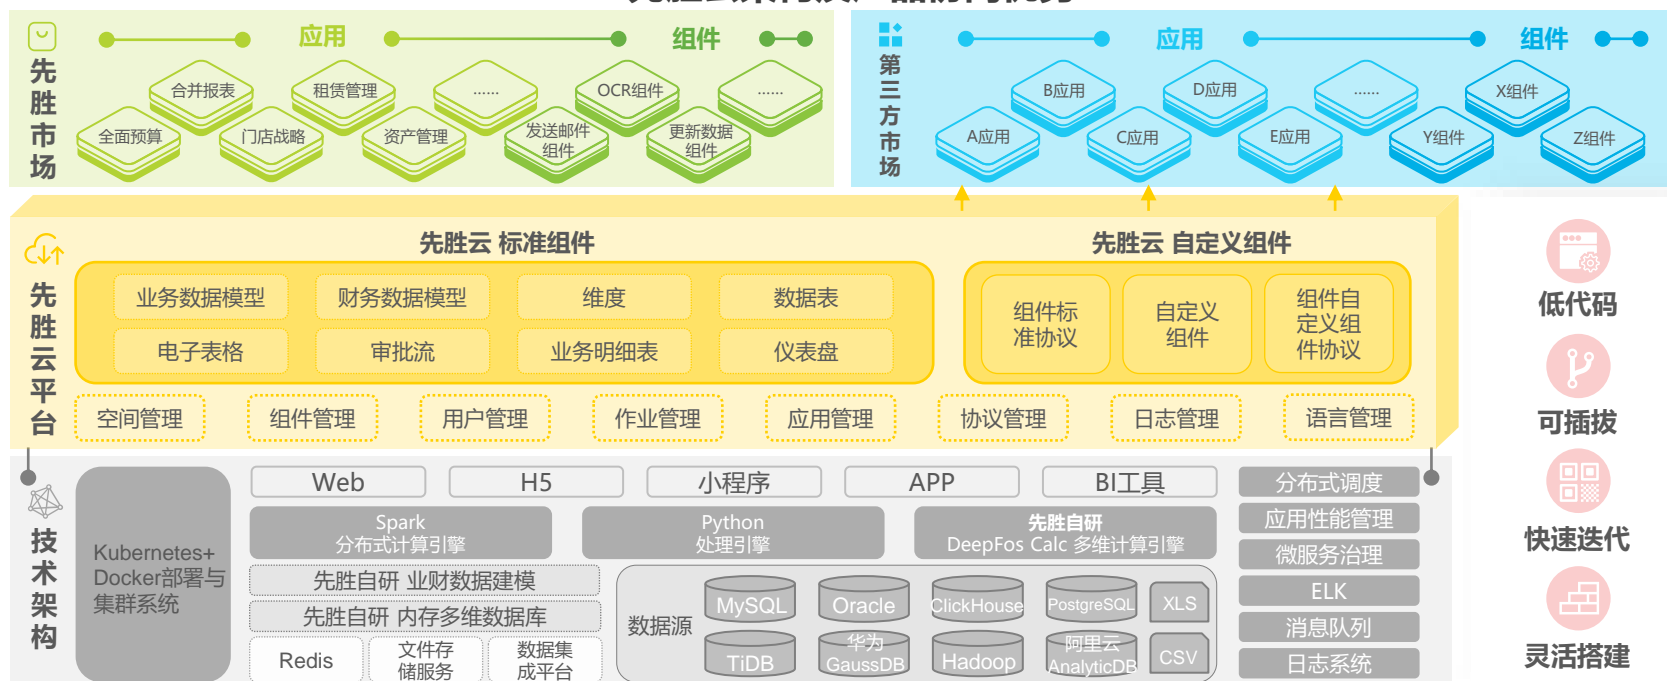 先胜市场
应用
组件
合并报表
租赁管理
......
OCR组件
......
全面预算
门店战略
资产管理
发送邮件
组件
更新数据
组件
第三方市场
应用
组件
B应用
D应用
......
X组件
A应用
C应用
E应用
Y组件
Z组件
先胜云平台
先胜云 标准组件
业务数据模型
财务数据模型
维度
数据表
电子表格
审批流
业务明细表
仪表盘
先胜云 自定义组件
组件标
准协议
自定义
组件
组件自
定义组
件协议
空间管理
组件管理
用户管理
作业管理
应用管理
协议管理
日志管理
语言管理
技术架构
Kubernetes+
Docker部署与
集群系统
Web
H5
小程序
APP
BI工具
Spark
分布式计算引擎
Python
处理引擎
先胜自研
DeepFos Calc 多维计算引擎
先胜自研 业财数据建模
先胜自研 内存多维数据库
Redis
文件存
储服务
数据集
成平台
数据源
MySQL
Oracle
ClickHouse
PostgreSQL
XLS
TiDB
华为
GaussDB
Hadoop
阿里云
AnalyticDB
CSV
分布式调度
应用性能管理
微服务治理
ELK
消息队列
日志系统
低代码
可插拔
快速迭代
灵活搭建